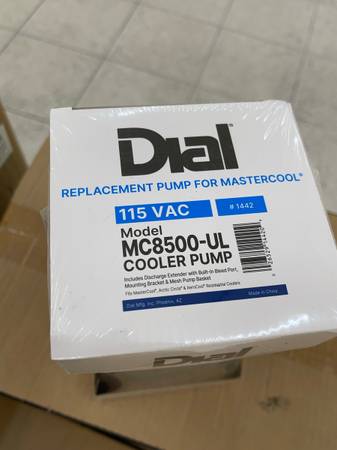 Dial
REPLACEMENT PUMP FOR MASTERCOOL®
115 VAC
# 1442
Model
MC8500-UL
COOLER PUMP
Includes Discharge Extender with Built-in Bleed Port,
Mounting Bracket & Mesh Pump Basket
Fits MasterCool®, Arctic Circle® & AeroCool® Residential Coolers
Dial Mfg. Inc. Phoenix, AZ
Made in China
Dial